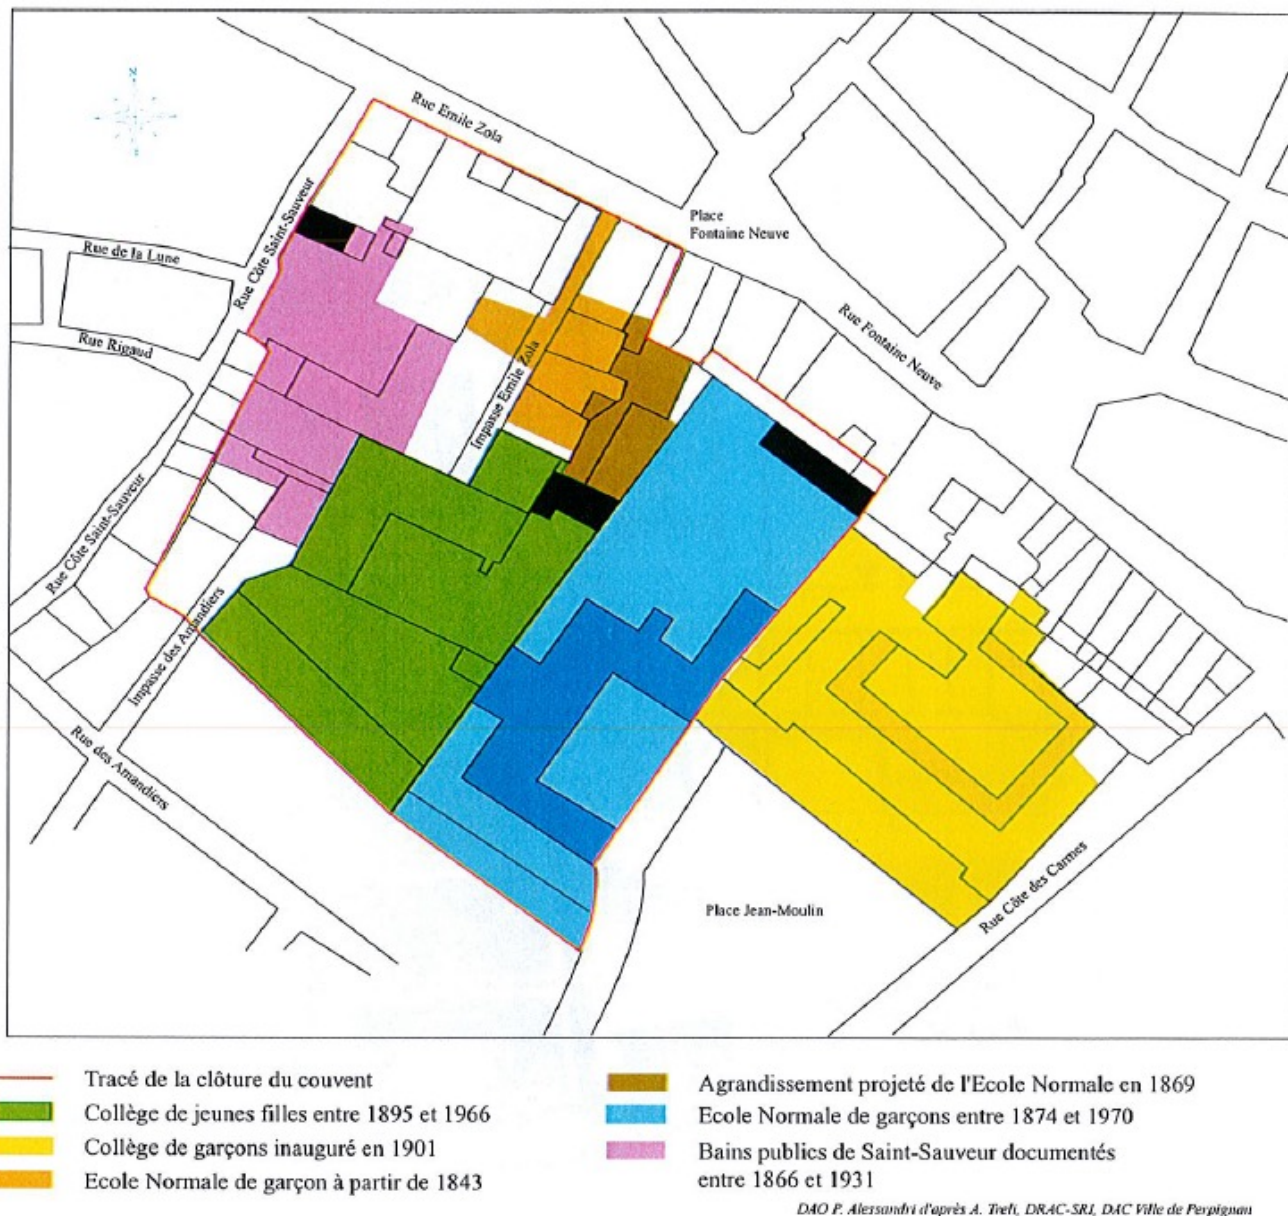 N
Rue Emile Zola
Place
Fontaine Neuve
Rue Côte Saint-Sauveur
Rue de la Lune
Rue Rigaud
Rue Fontaine Neuve
Impasse Emile Zola
Rue Côte Saint-Sauveur
Impasse des Amandiers
Rue des Amandiers
Place Jean-Moulin
Rue Côte des Carmes
Tracé de la clôture du couvent
Collège de jeunes filles entre 1895 et 1966
Collège de garçons inauguré en 1901
Ecole Normale de garçon à partir de 1843
Agrandissement projeté de l'Ecole Normale en 1869
Ecole Normale de garçons entre 1874 et 1970
Bains publics de Saint-Sauveur documentés
entre 1866 et 1931
DAO P. Alessandri d'après A. Treli, DRAC-SRI, DAC Ville de Perpignan